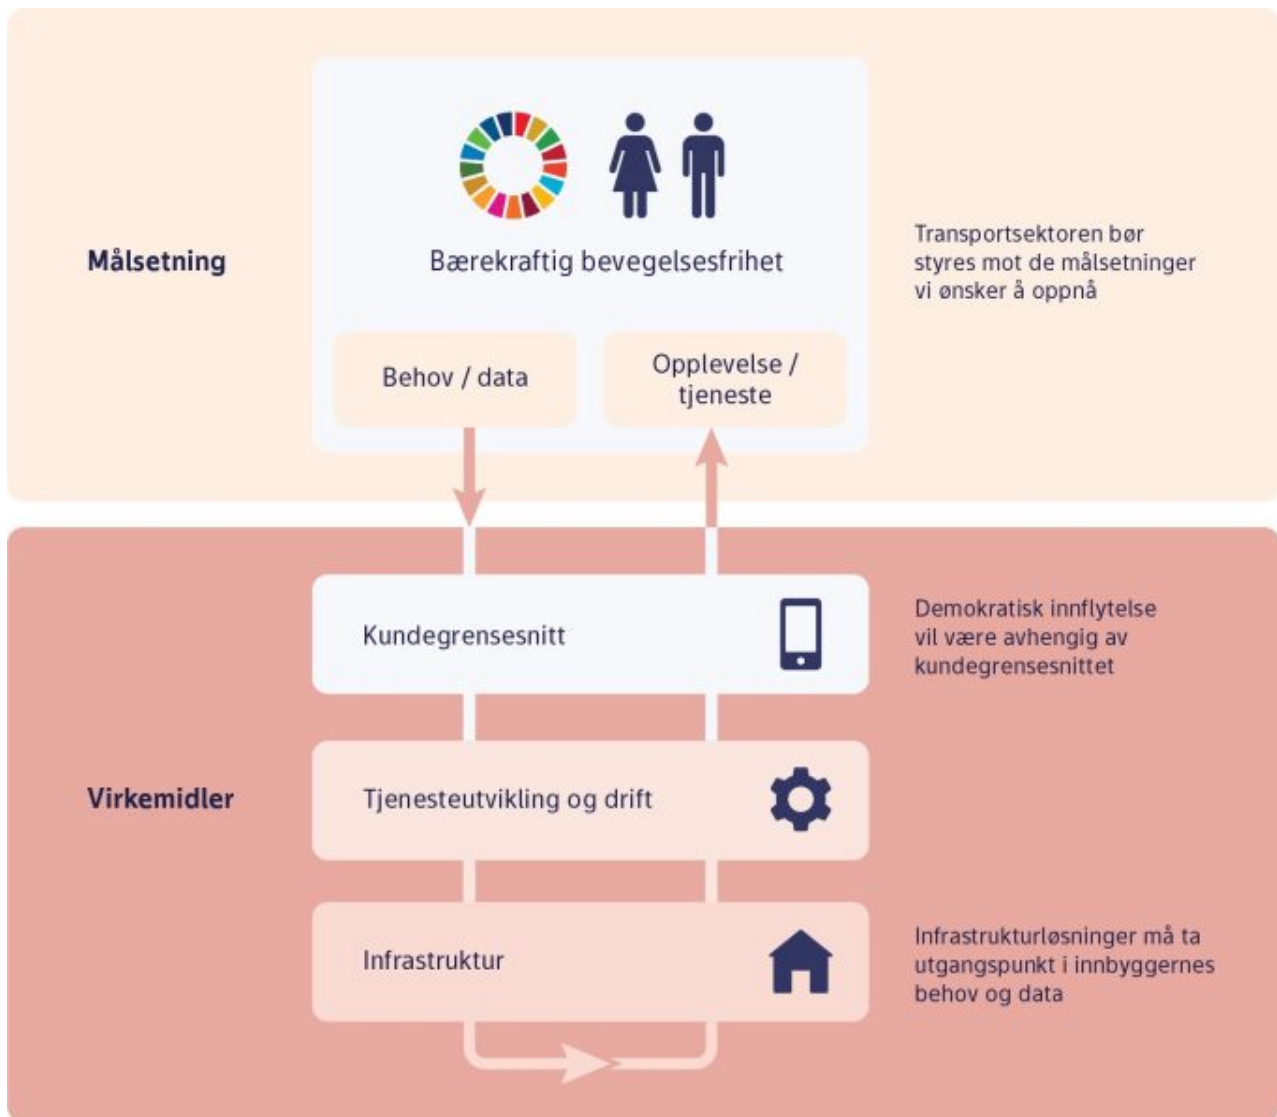 Målsetning
Bærekraftig bevegelsesfrihet
Behov / data
Opplevelse /
tjeneste
Transportsektoren bør
styres mot de målsetninger
vi ønsker å oppnå
Virkemidler
Kundegrensesnitt
Demokratisk innflytelse
vil være avhengig av
kundegrensesnittet
Tjenesteutvikling og drift
Infrastruktur
Infrastrukturløsninger må ta
utgangspunkt i innbyggernes
behov og data